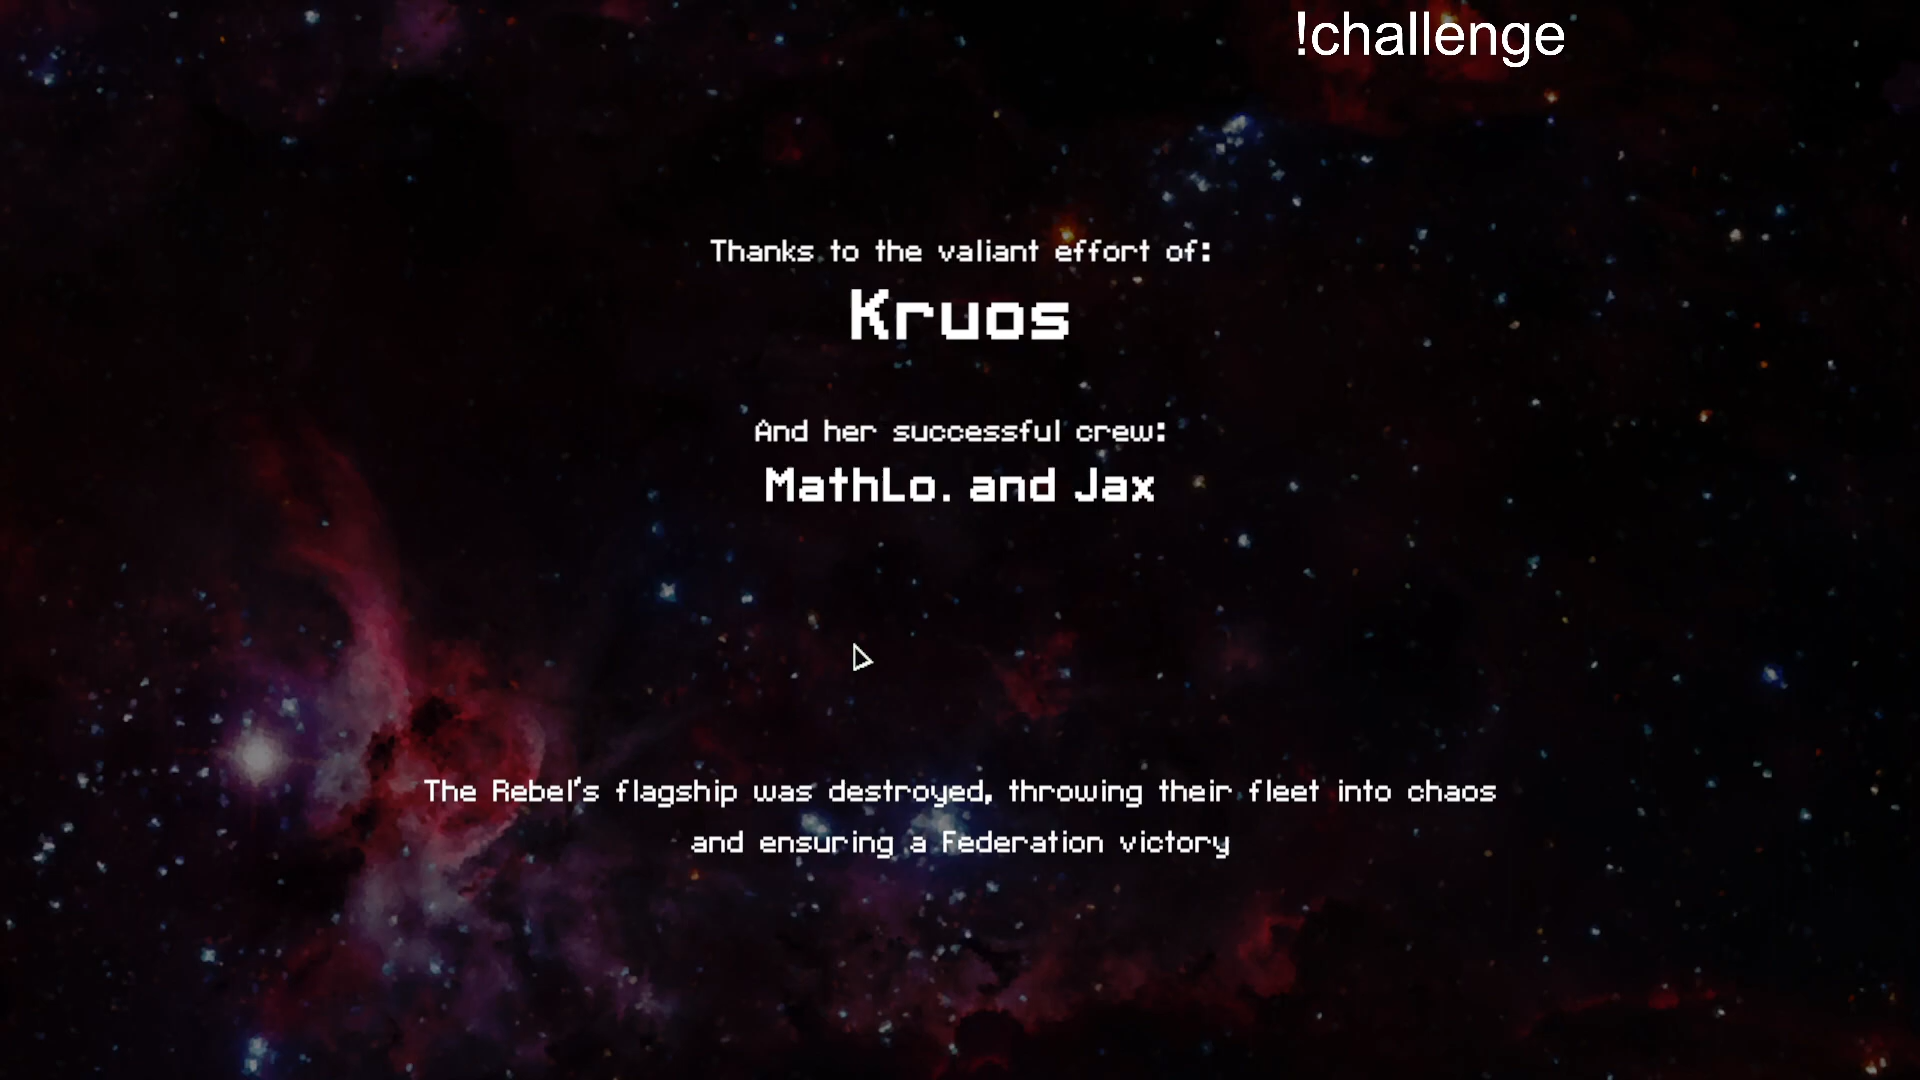 !challenge
Thanks to the valiant effort of:
Kruos
And her successful crew:
MathLo. and Jax
The Rebel's flagship was destroyed, throwing their fleet into chaos
and ensuring a Federation victory